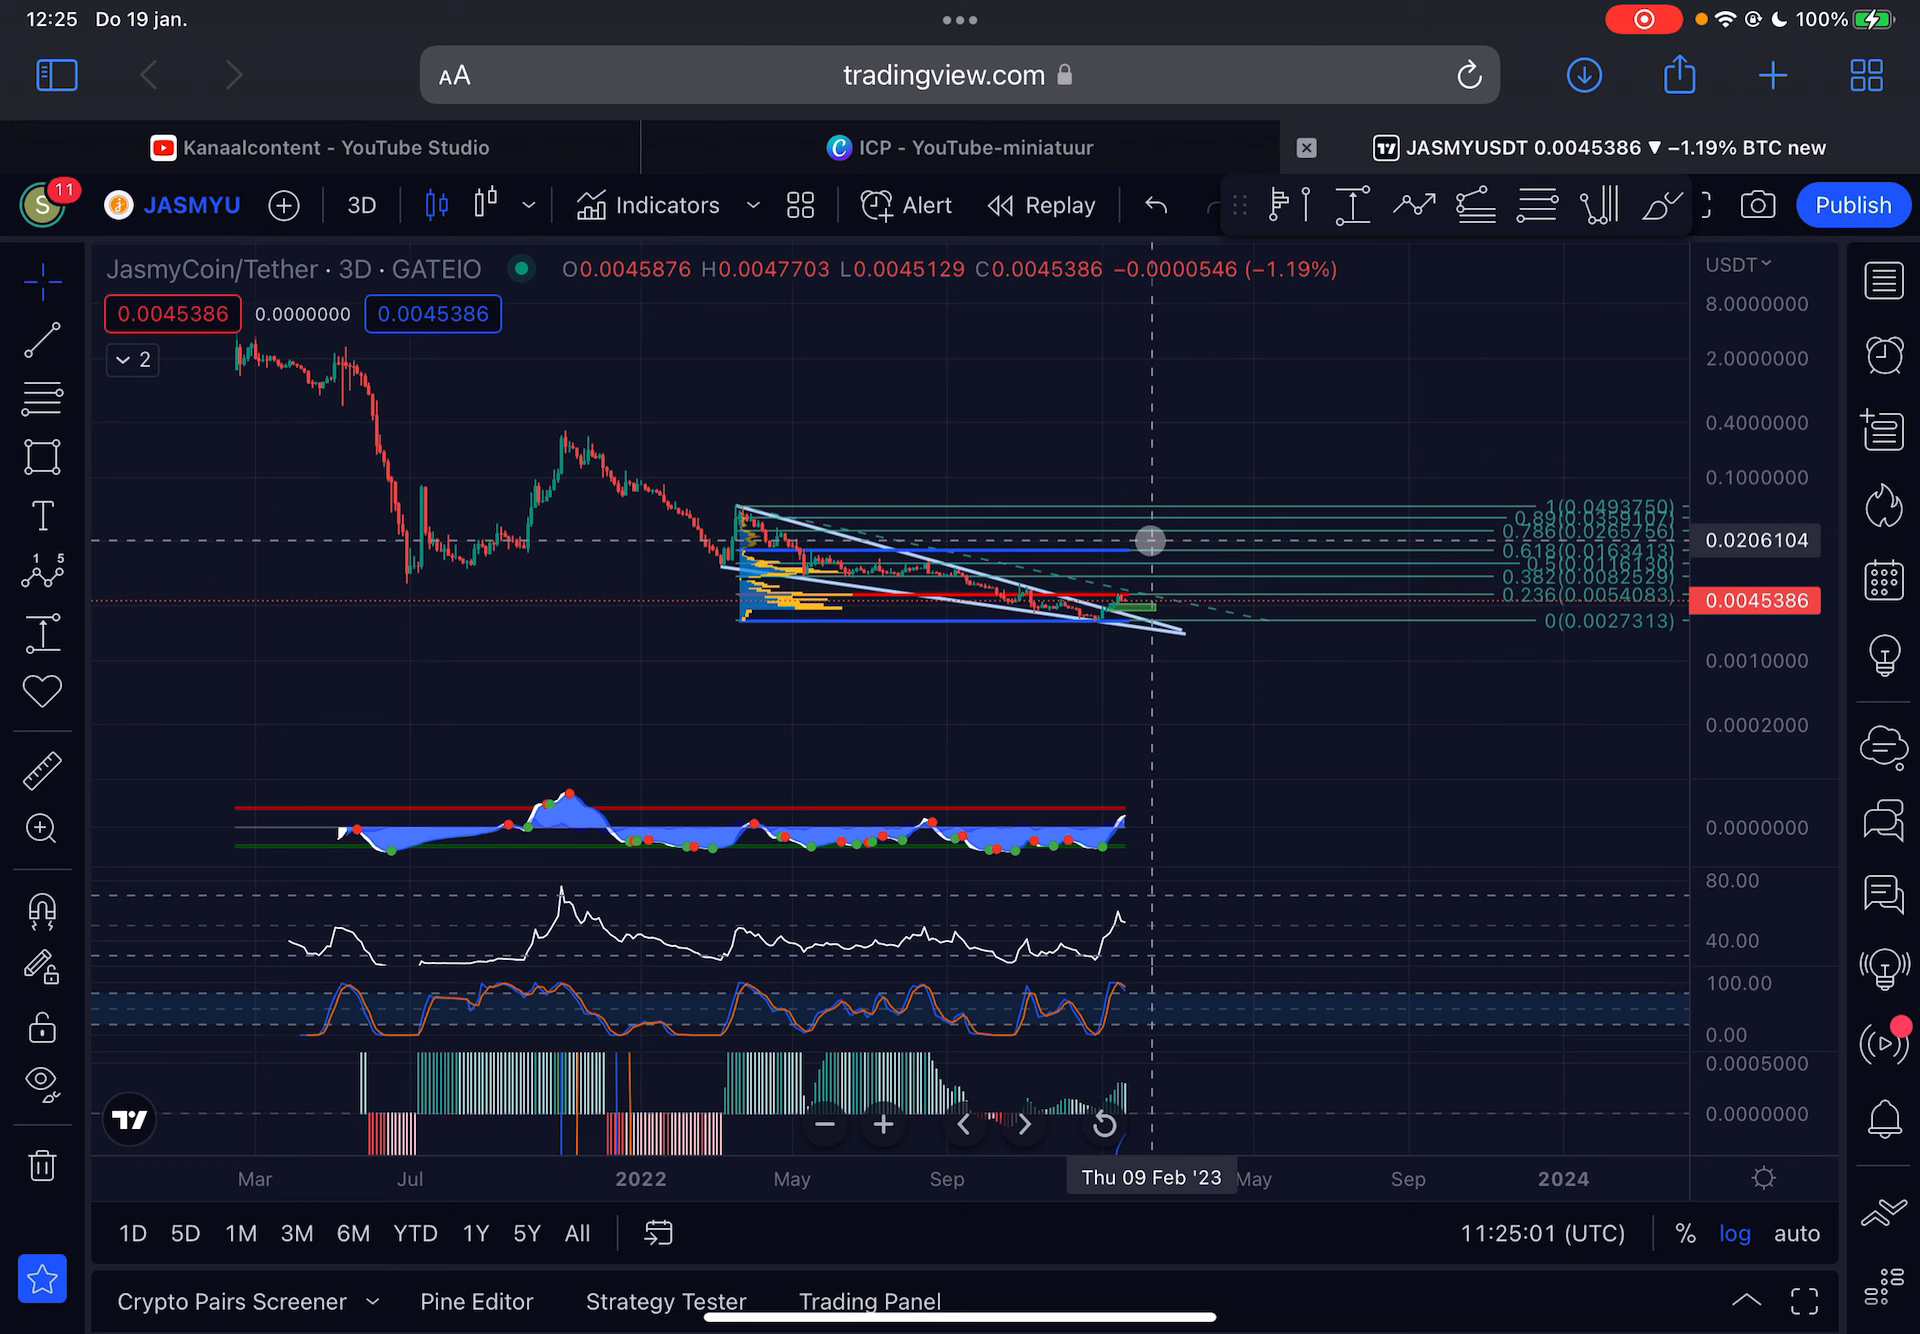 12:25 Do 19 jan.
100%
AA
tradingview.com
Kanaalcontent - YouTube Studio
ICP - YouTube-miniatuur
JASMYUSDT 0.0045386 ▼ −1.19% BTC new
S
11
JASMYU
3D
Indicators
Alert
Replay
Publish
JasmyCoin/Tether · 3D · GATEIO
O0.0045876 H0.0047703 L0.0045129 C0.0045386 −0.0000546 (−1.19%)
USDT
0.0045386
0.0000000
0.0045386
2
8.0000000
2.0000000
0.4000000
0.1000000
1(0.0493750)
0.786(0.0265756)
0.0206104
0.618(0.0163413)
0.5(0.0116130)
0.382(0.0082529)
0.236(0.0054083)
0.0045386
0(0.0027313)
0.0010000
0.0002000
0.0000000
80.00
40.00
100.00
0.00
0.0005000
0.0000000
T
1 5
Mar
Jul
2022
May
Sep
Thu 09 Feb '23
May
Sep
2024
1D 5D 1M 3M 6M YTD 1Y 5Y All
11:25:01 (UTC)
% log auto
Crypto Pairs Screener
Pine Editor
Strategy Tester
Trading Panel